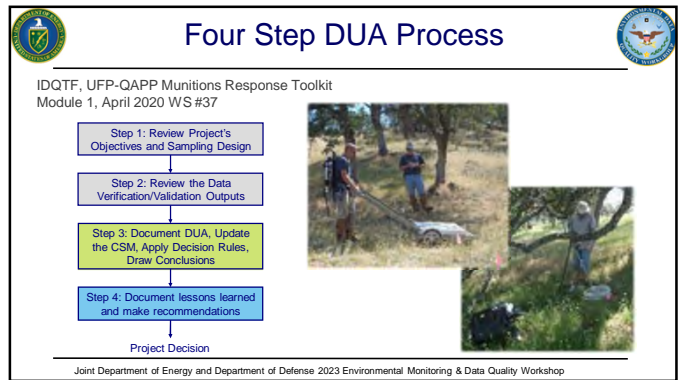 Four Step DUA Process
IDQTF, UFP-QAPP Munitions Response Toolkit
Module 1, April 2020 WS #37
Step 1: Review Project's
Objectives and Sampling Design
Step 2: Review the Data
Verification/Validation Outputs
Step 3: Document DUA, Update
the CSM, Apply Decision Rules,
Draw Conclusions
Step 4: Document lessons learned
and make recommendations
Project Decision
Joint Department of Energy and Department of Defense 2023 Environmental Monitoring & Data Quality Workshop